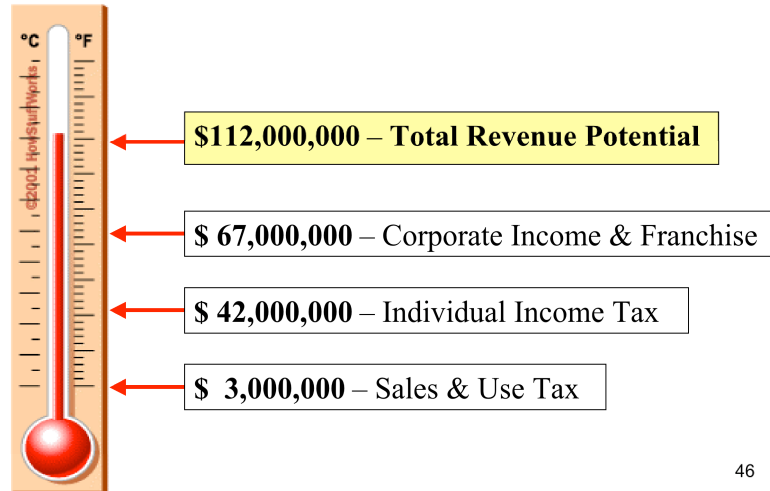 °C °F
©2001 HowStuffWorks
$112,000,000 – Total Revenue Potential
$ 67,000,000 – Corporate Income & Franchise
$ 42,000,000 – Individual Income Tax
$ 3,000,000 – Sales & Use Tax
46